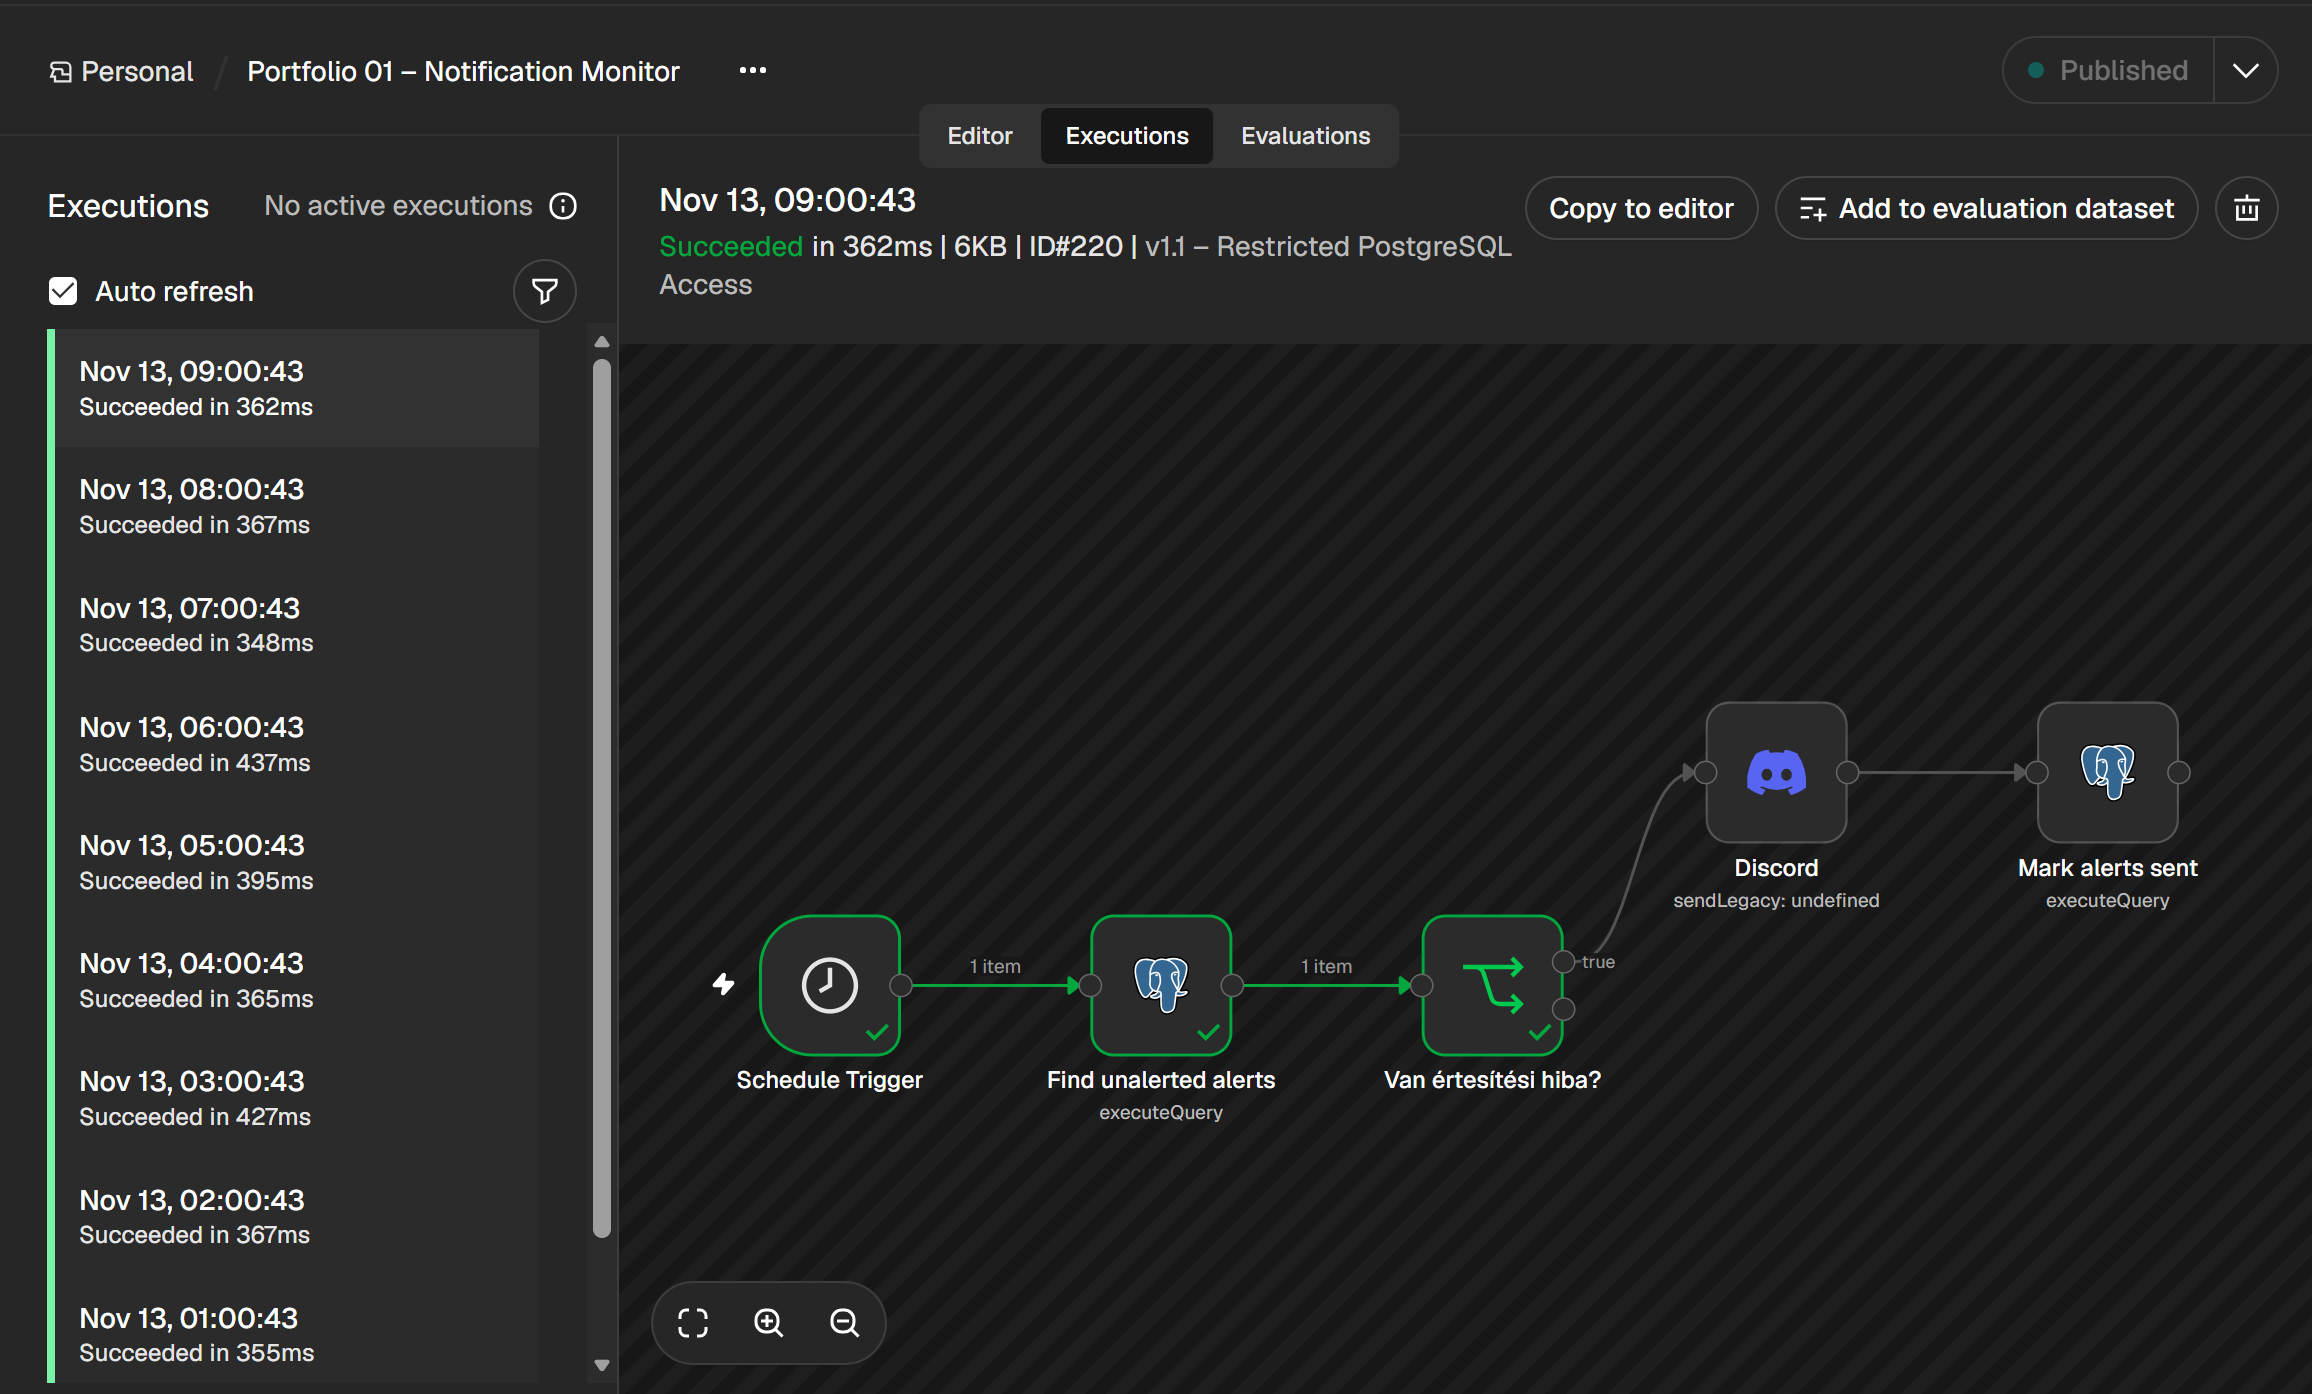 Personal / Portfolio 01 – Notification Monitor
Published
Editor
Executions
Evaluations
Executions
No active executions
Auto refresh
Nov 13, 09:00:43
Succeeded in 362ms
Nov 13, 08:00:43
Succeeded in 367ms
Nov 13, 07:00:43
Succeeded in 348ms
Nov 13, 06:00:43
Succeeded in 437ms
Nov 13, 05:00:43
Succeeded in 395ms
Nov 13, 04:00:43
Succeeded in 365ms
Nov 13, 03:00:43
Succeeded in 427ms
Nov 13, 02:00:43
Succeeded in 367ms
Nov 13, 01:00:43
Succeeded in 355ms
Nov 13, 09:00:43
Succeeded in 362ms | 6KB | ID#220 | v1.1 – Restricted PostgreSQL
Access
Copy to editor
Add to evaluation dataset
Schedule Trigger
1 item
Find unalerted alerts
executeQuery
1 item
Van értesítési hiba?
true
Discord
sendLegacy: undefined
Mark alerts sent
executeQuery